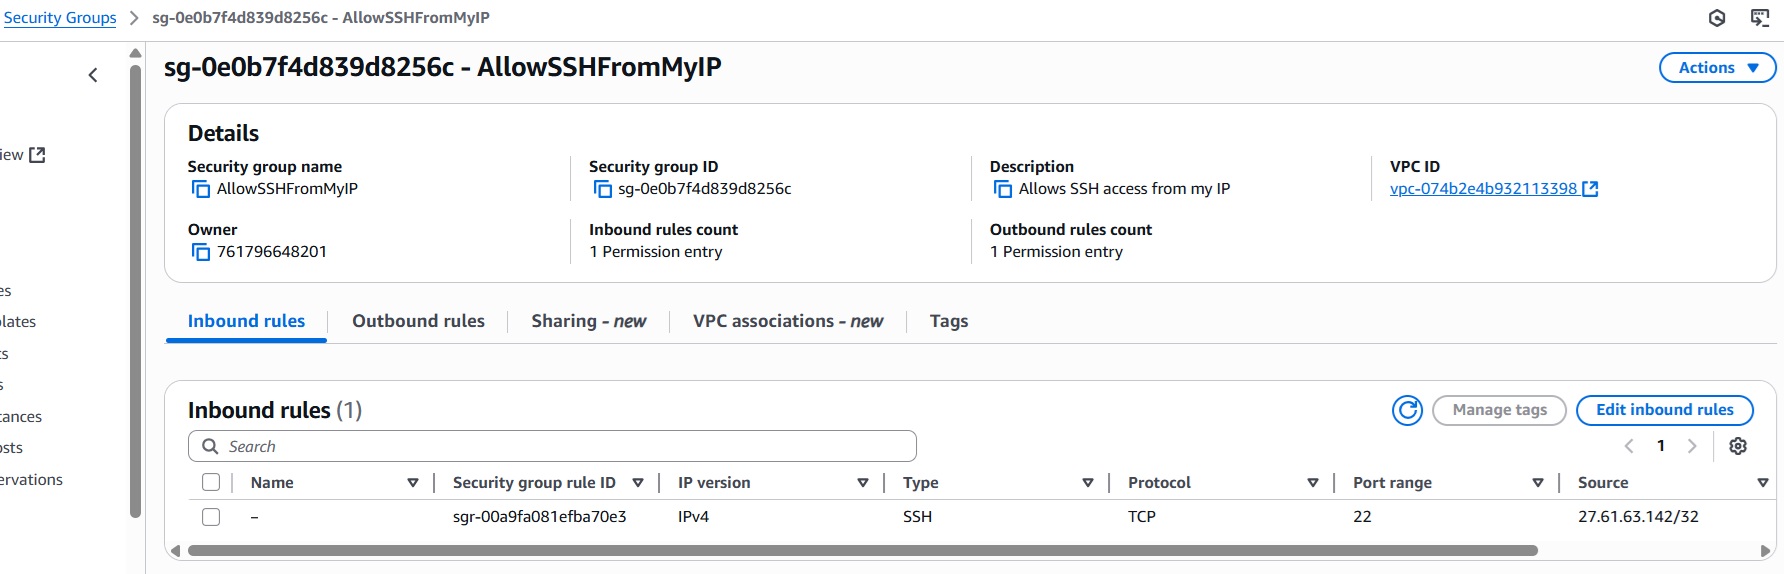 Security Groups > sg-0e0b7f4d839d8256c - AllowSSHFromMyIP
sg-0e0b7f4d839d8256c - AllowSSHFromMyIP
Actions
Details
Security group name
AllowSSHFromMyIP
Security group ID
sg-0e0b7f4d839d8256c
Description
Allows SSH access from my IP
VPC ID
vpc-074b2e4b932113398
Owner
761796648201
Inbound rules count
1 Permission entry
Outbound rules count
1 Permission entry
iew
es
lates
ts
s
tances
osts
ervations
Inbound rules Outbound rules Sharing - new VPC associations - new Tags
Inbound rules (1)
Manage tags Edit inbound rules
Search
1
Name Security group rule ID IP version Type Protocol Port range Source
– sgr-00a9fa081efba70e3 IPv4 SSH TCP 22 27.61.63.142/32